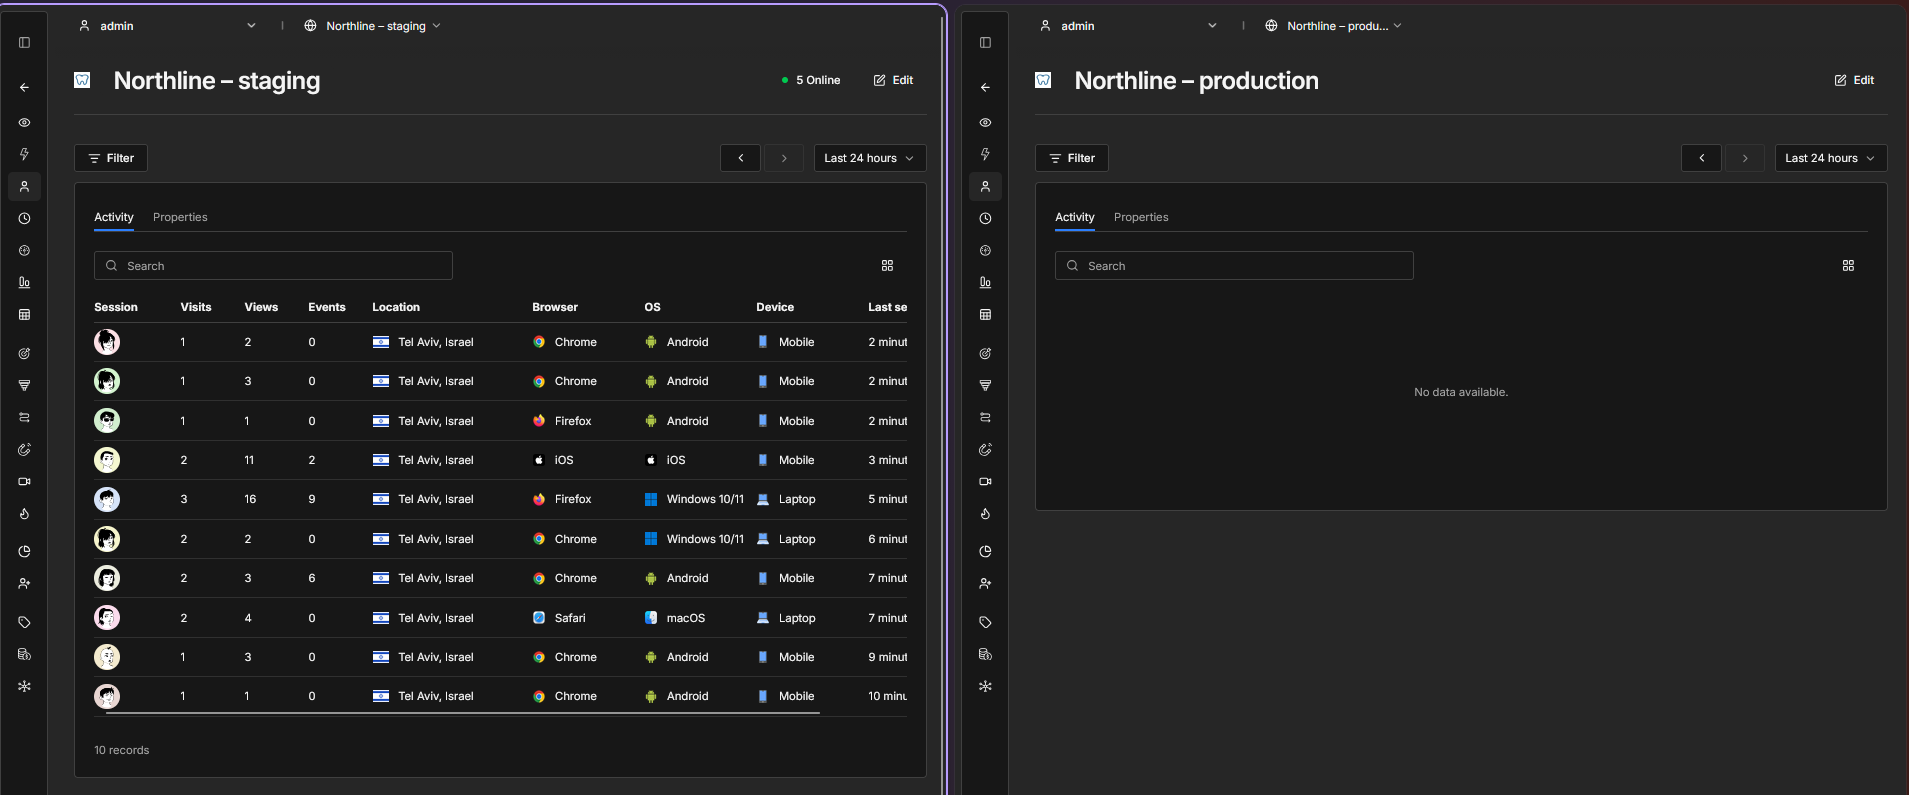 admin
Northline – staging
Northline – staging
5 Online
Edit
Filter
Last 24 hours
Activity Properties
Search
Session Visits Views Events Location Browser OS Device Last se
1 2 0 Tel Aviv, Israel Chrome Android Mobile 2 minut
1 3 0 Tel Aviv, Israel Chrome Android Mobile 2 minut
1 1 0 Tel Aviv, Israel Firefox Android Mobile 2 minut
2 11 2 Tel Aviv, Israel iOS iOS Mobile 3 minut
3 16 9 Tel Aviv, Israel Firefox Windows 10/11 Laptop 5 minut
2 2 0 Tel Aviv, Israel Chrome Windows 10/11 Laptop 6 minut
2 3 6 Tel Aviv, Israel Chrome Android Mobile 7 minut
2 4 0 Tel Aviv, Israel Safari macOS Laptop 7 minut
1 3 0 Tel Aviv, Israel Chrome Android Mobile 9 minut
1 1 0 Tel Aviv, Israel Chrome Android Mobile 10 minu
10 records
admin
Northline – produ...
Northline – production
Edit
Filter
Last 24 hours
Activity Properties
Search
No data available.